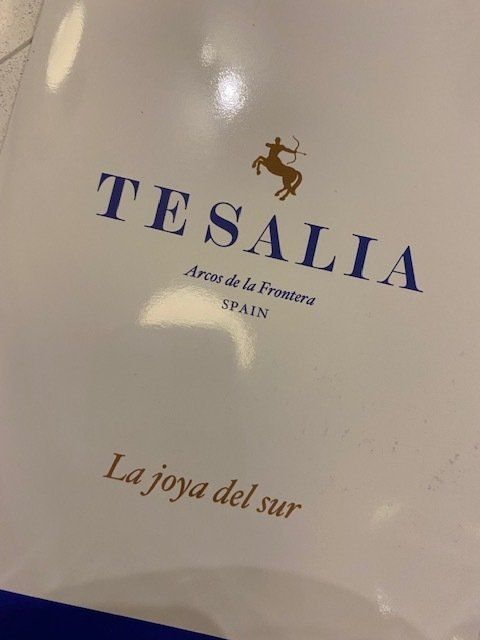 TESALIA
Arcos de la Frontera
SPAIN
La joya del sur